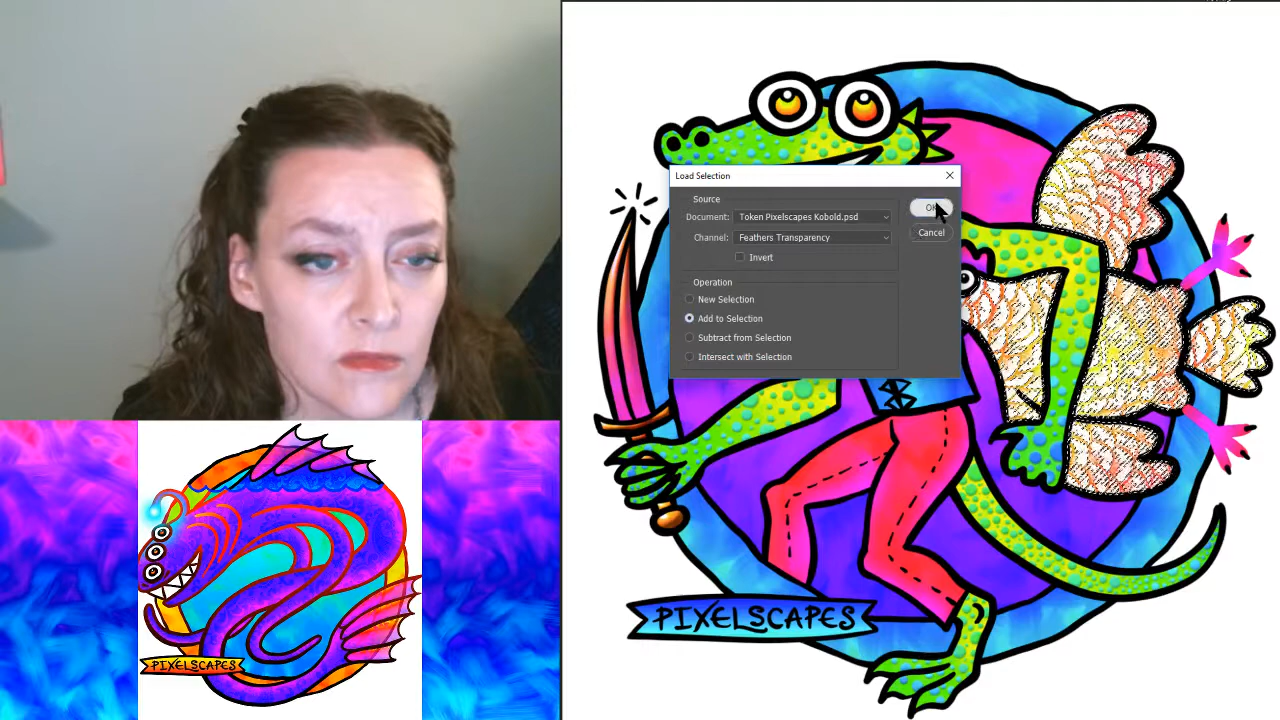 Load Selection
Source
Document: Token Pixelscapes Kobold.psd
Channel: Feathers Transparency
Invert
Operation
New Selection
Add to Selection
Subtract from Selection
Intersect with Selection
OK
Cancel
PIXELSCAPES
PIXELSCAPES